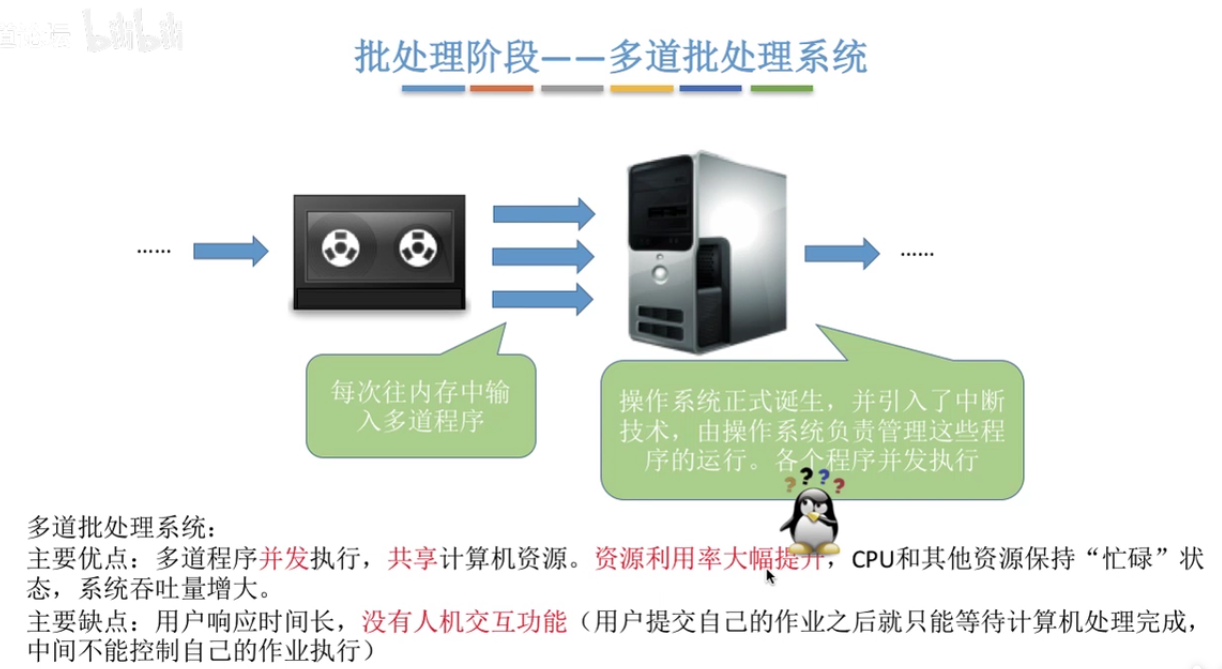 bilibili
批处理阶段——多道批处理系统
......
......
每次往内存中输
入多道程序
操作系统正式诞生，并引入了中断
技术，由操作系统负责管理这些程
序的运行。各个程序并发执行
? ? ? ?
多道批处理系统：
主要优点：多道程序并发执行，共享计算机资源。资源利用率大幅提升，CPU和其他资源保持“忙碌”状
态，系统吞吐量增大。
主要缺点：用户响应时间长，没有人机交互功能（用户提交自己的作业之后就只能等待计算机处理完成，
中间不能控制自己的作业执行）